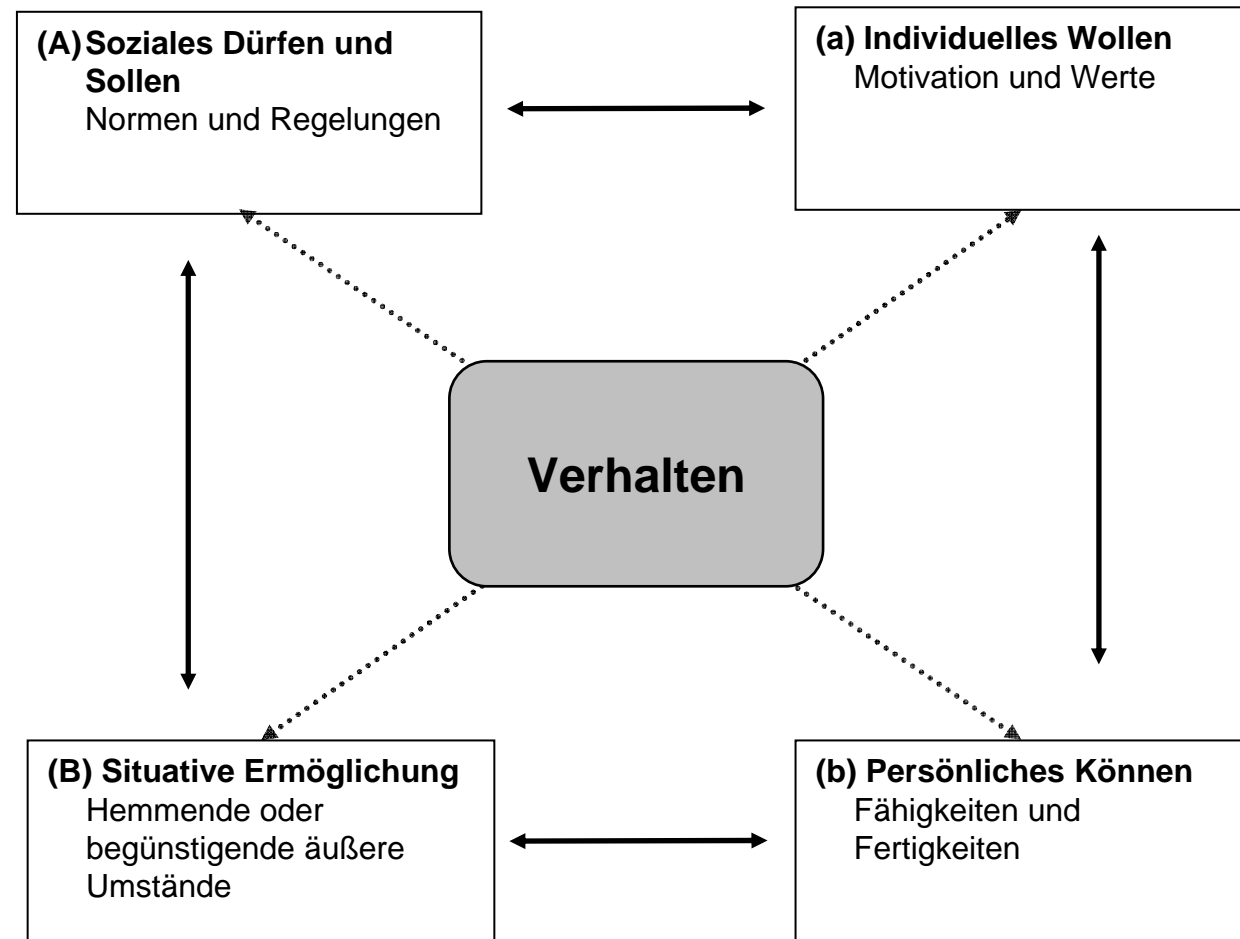 (A) Soziales Dürfen und
Sollen
Normen und Regelungen
(a) Individuelles Wollen
Motivation und Werte
Verhalten
(B) Situative Ermöglichung
Hemmende oder
begünstigende äußere
Umstände
(b) Persönliches Können
Fähigkeiten und
Fertigkeiten